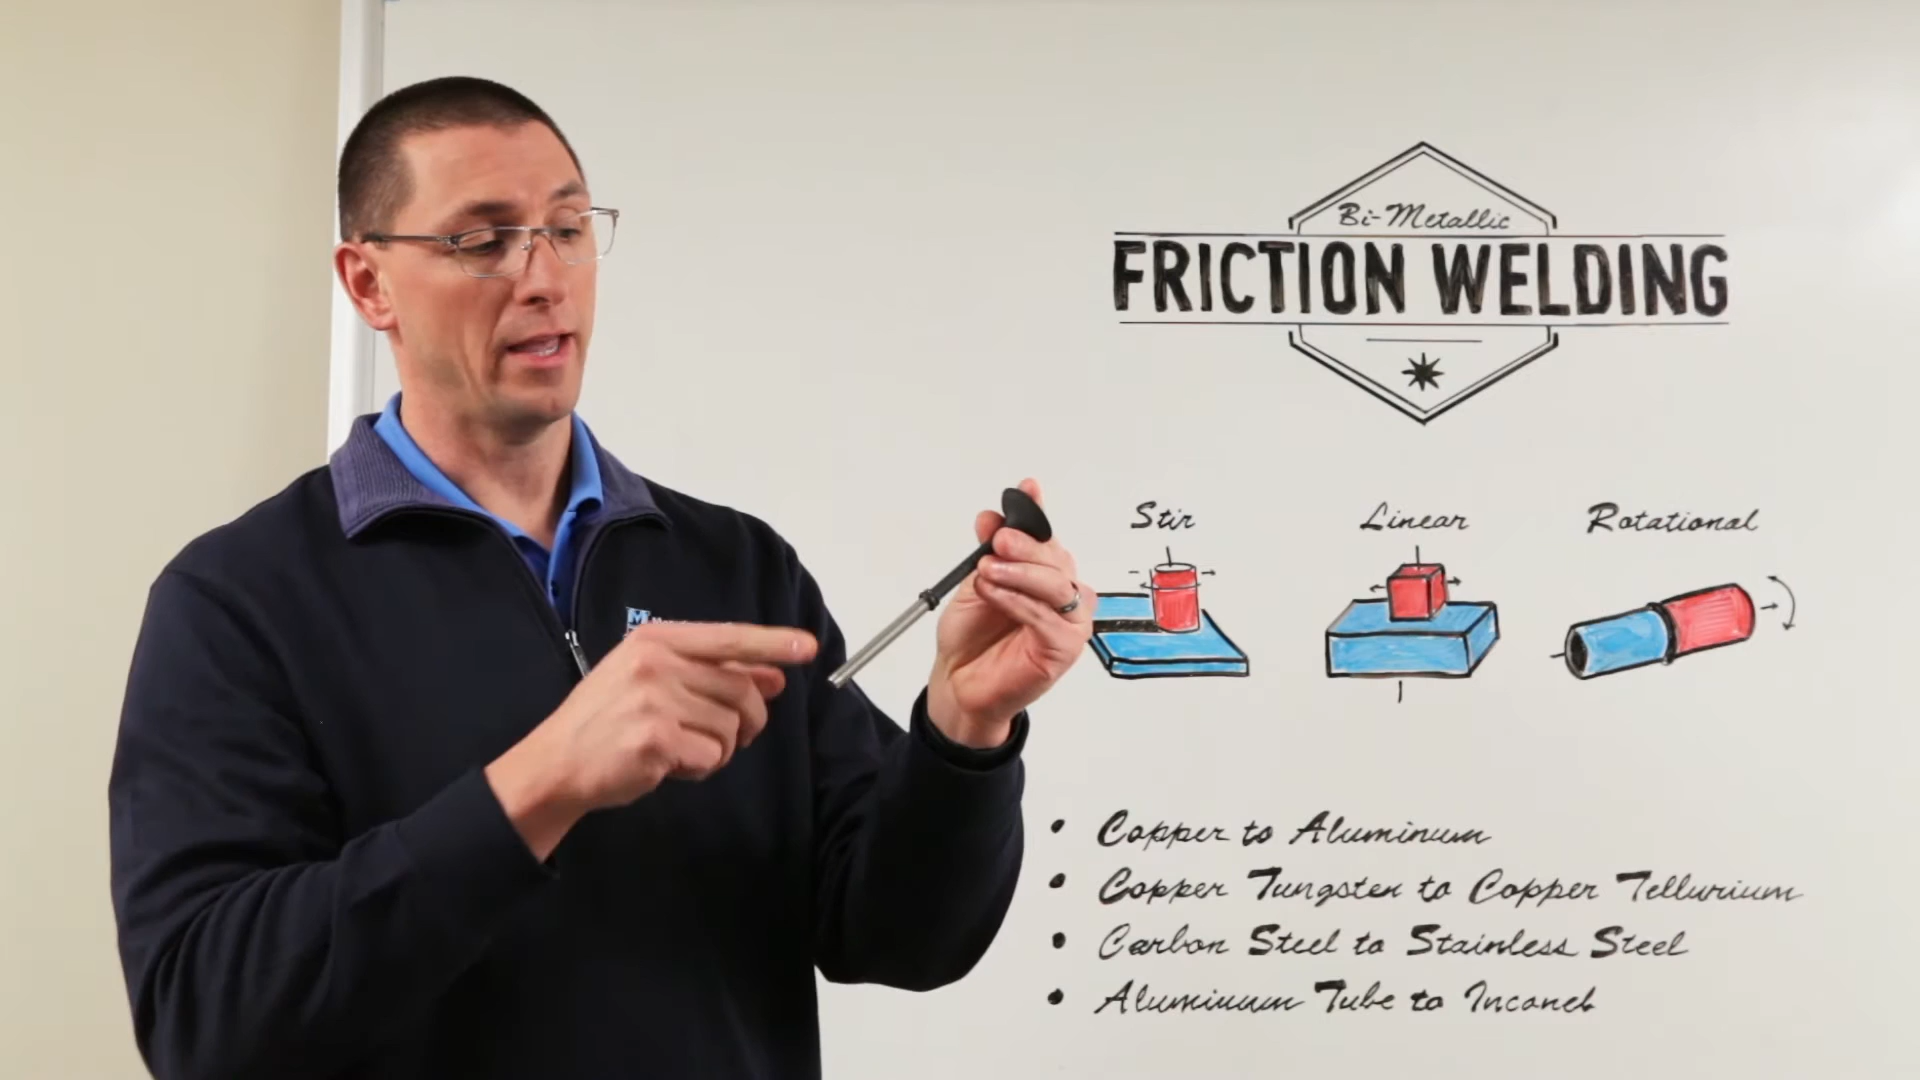 Bi-Metallic
FRICTION WELDING
Stir
Linear
Rotational
M
• Copper to Aluminum
• Copper Tungsten to Copper Tellurium
• Carbon Steel to Stainless Steel
• Aluminum Tube to Inconel